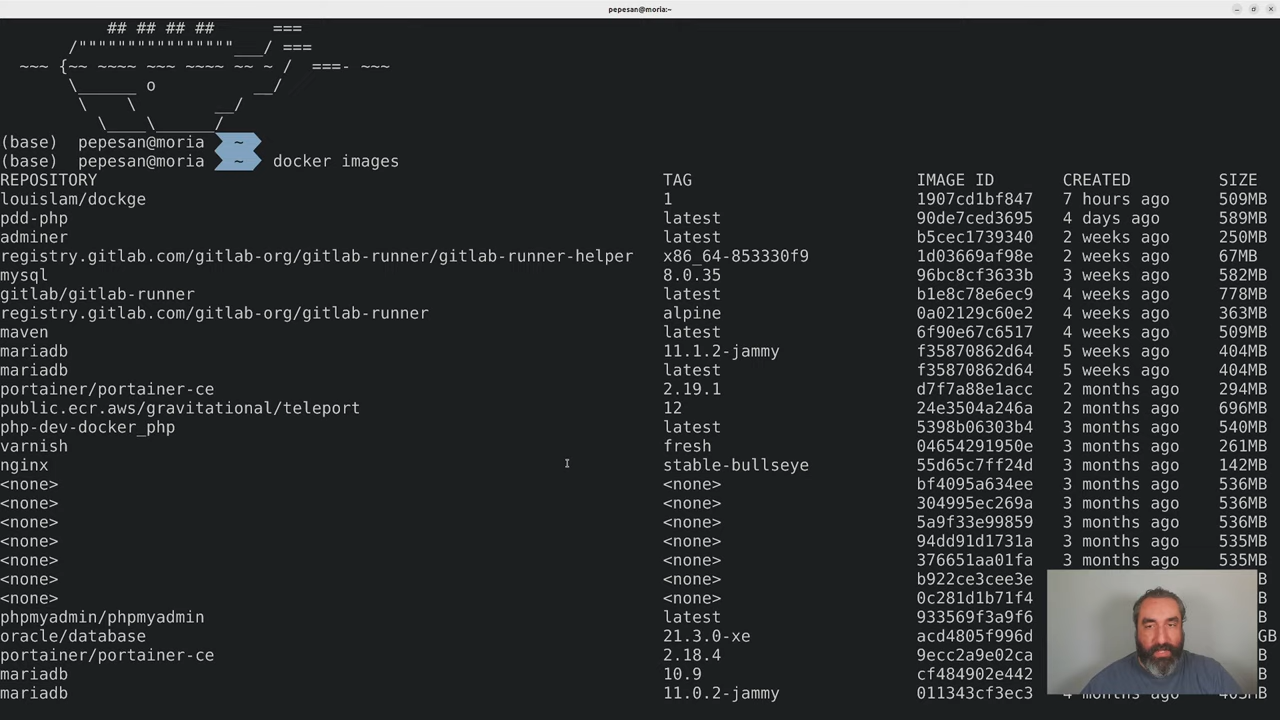 pepesan@moria:~
## ## ## ##        ===
/"""""""""""""""\___/ ===
~~~ {~~ ~~~~ ~~~ ~~~~ ~~ ~ /  ===- ~~~
\______ o          __/
\    \        __/
\____\______/
(base)  pepesan@moria  ~
(base)  pepesan@moria  ~  docker images
REPOSITORY TAG IMAGE ID CREATED SIZE
louislam/dockge 1 1907cd1bf847 7 hours ago 509MB
pdd-php latest 90de7ced3695 4 days ago 589MB
adminer latest b5cec1739340 2 weeks ago 250MB
registry.gitlab.com/gitlab-org/gitlab-runner/gitlab-runner-helper x86_64-853330f9 1d03669af98e 2 weeks ago 67MB
mysql 8.0.35 96bc8cf3633b 3 weeks ago 582MB
gitlab/gitlab-runner latest b1e8c78e6ec9 4 weeks ago 778MB
registry.gitlab.com/gitlab-org/gitlab-runner alpine 0a02129c60e2 4 weeks ago 363MB
maven latest 6f90e67c6517 4 weeks ago 509MB
mariadb 11.1.2-jammy f35870862d64 5 weeks ago 404MB
mariadb latest f35870862d64 5 weeks ago 404MB
portainer/portainer-ce 2.19.1 d7f7a88e1acc 2 months ago 294MB
public.ecr.aws/gravitational/teleport 12 24e3504a246a 2 months ago 696MB
php-dev-docker_php latest 5398b06303b4 3 months ago 540MB
varnish fresh 04654291950e 3 months ago 261MB
nginx stable-bullseye 55d65c7ff24d 3 months ago 142MB
<none> <none> bf4095a634ee 3 months ago 536MB
<none> <none> 304995ec269a 3 months ago 536MB
<none> <none> 5a9f33e99859 3 months ago 536MB
<none> <none> 94dd91d1731a 3 months ago 535MB
<none> <none> 376651aa01fa 3 months ago 535MB
<none> <none> b922ce3cee3e B
<none> <none> 0c281d1b71f4 B
phpmyadmin/phpmyadmin latest 933569f3a9f6 B
oracle/database 21.3.0-xe acd4805f996d GB
portainer/portainer-ce 2.18.4 9ecc2a9e02ca B
mariadb 10.9 cf484902e442 B
mariadb 11.0.2-jammy 011343cf3ec3 4 months ago 403MB